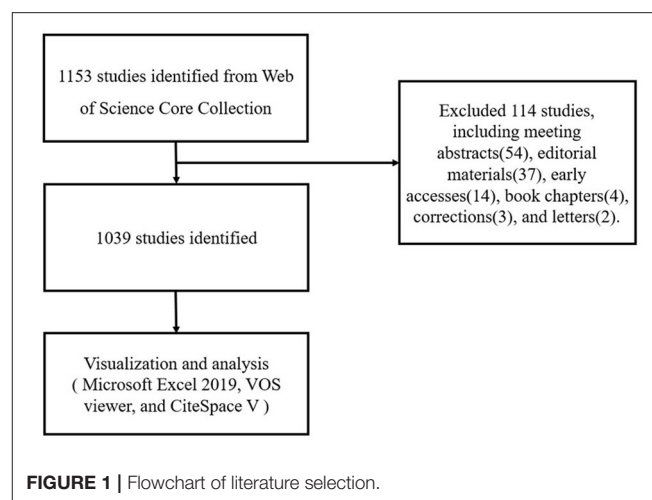 1153 studies identified from Web
of Science Core Collection
Excluded 114 studies,
including meeting
abstracts(54), editorial
materials(37), early
accesses(14), book chapters(4),
corrections(3), and letters(2).
1039 studies identified
Visualization and analysis
( Microsoft Excel 2019, VOS
viewer, and CiteSpace V )
FIGURE 1 | Flowchart of literature selection.